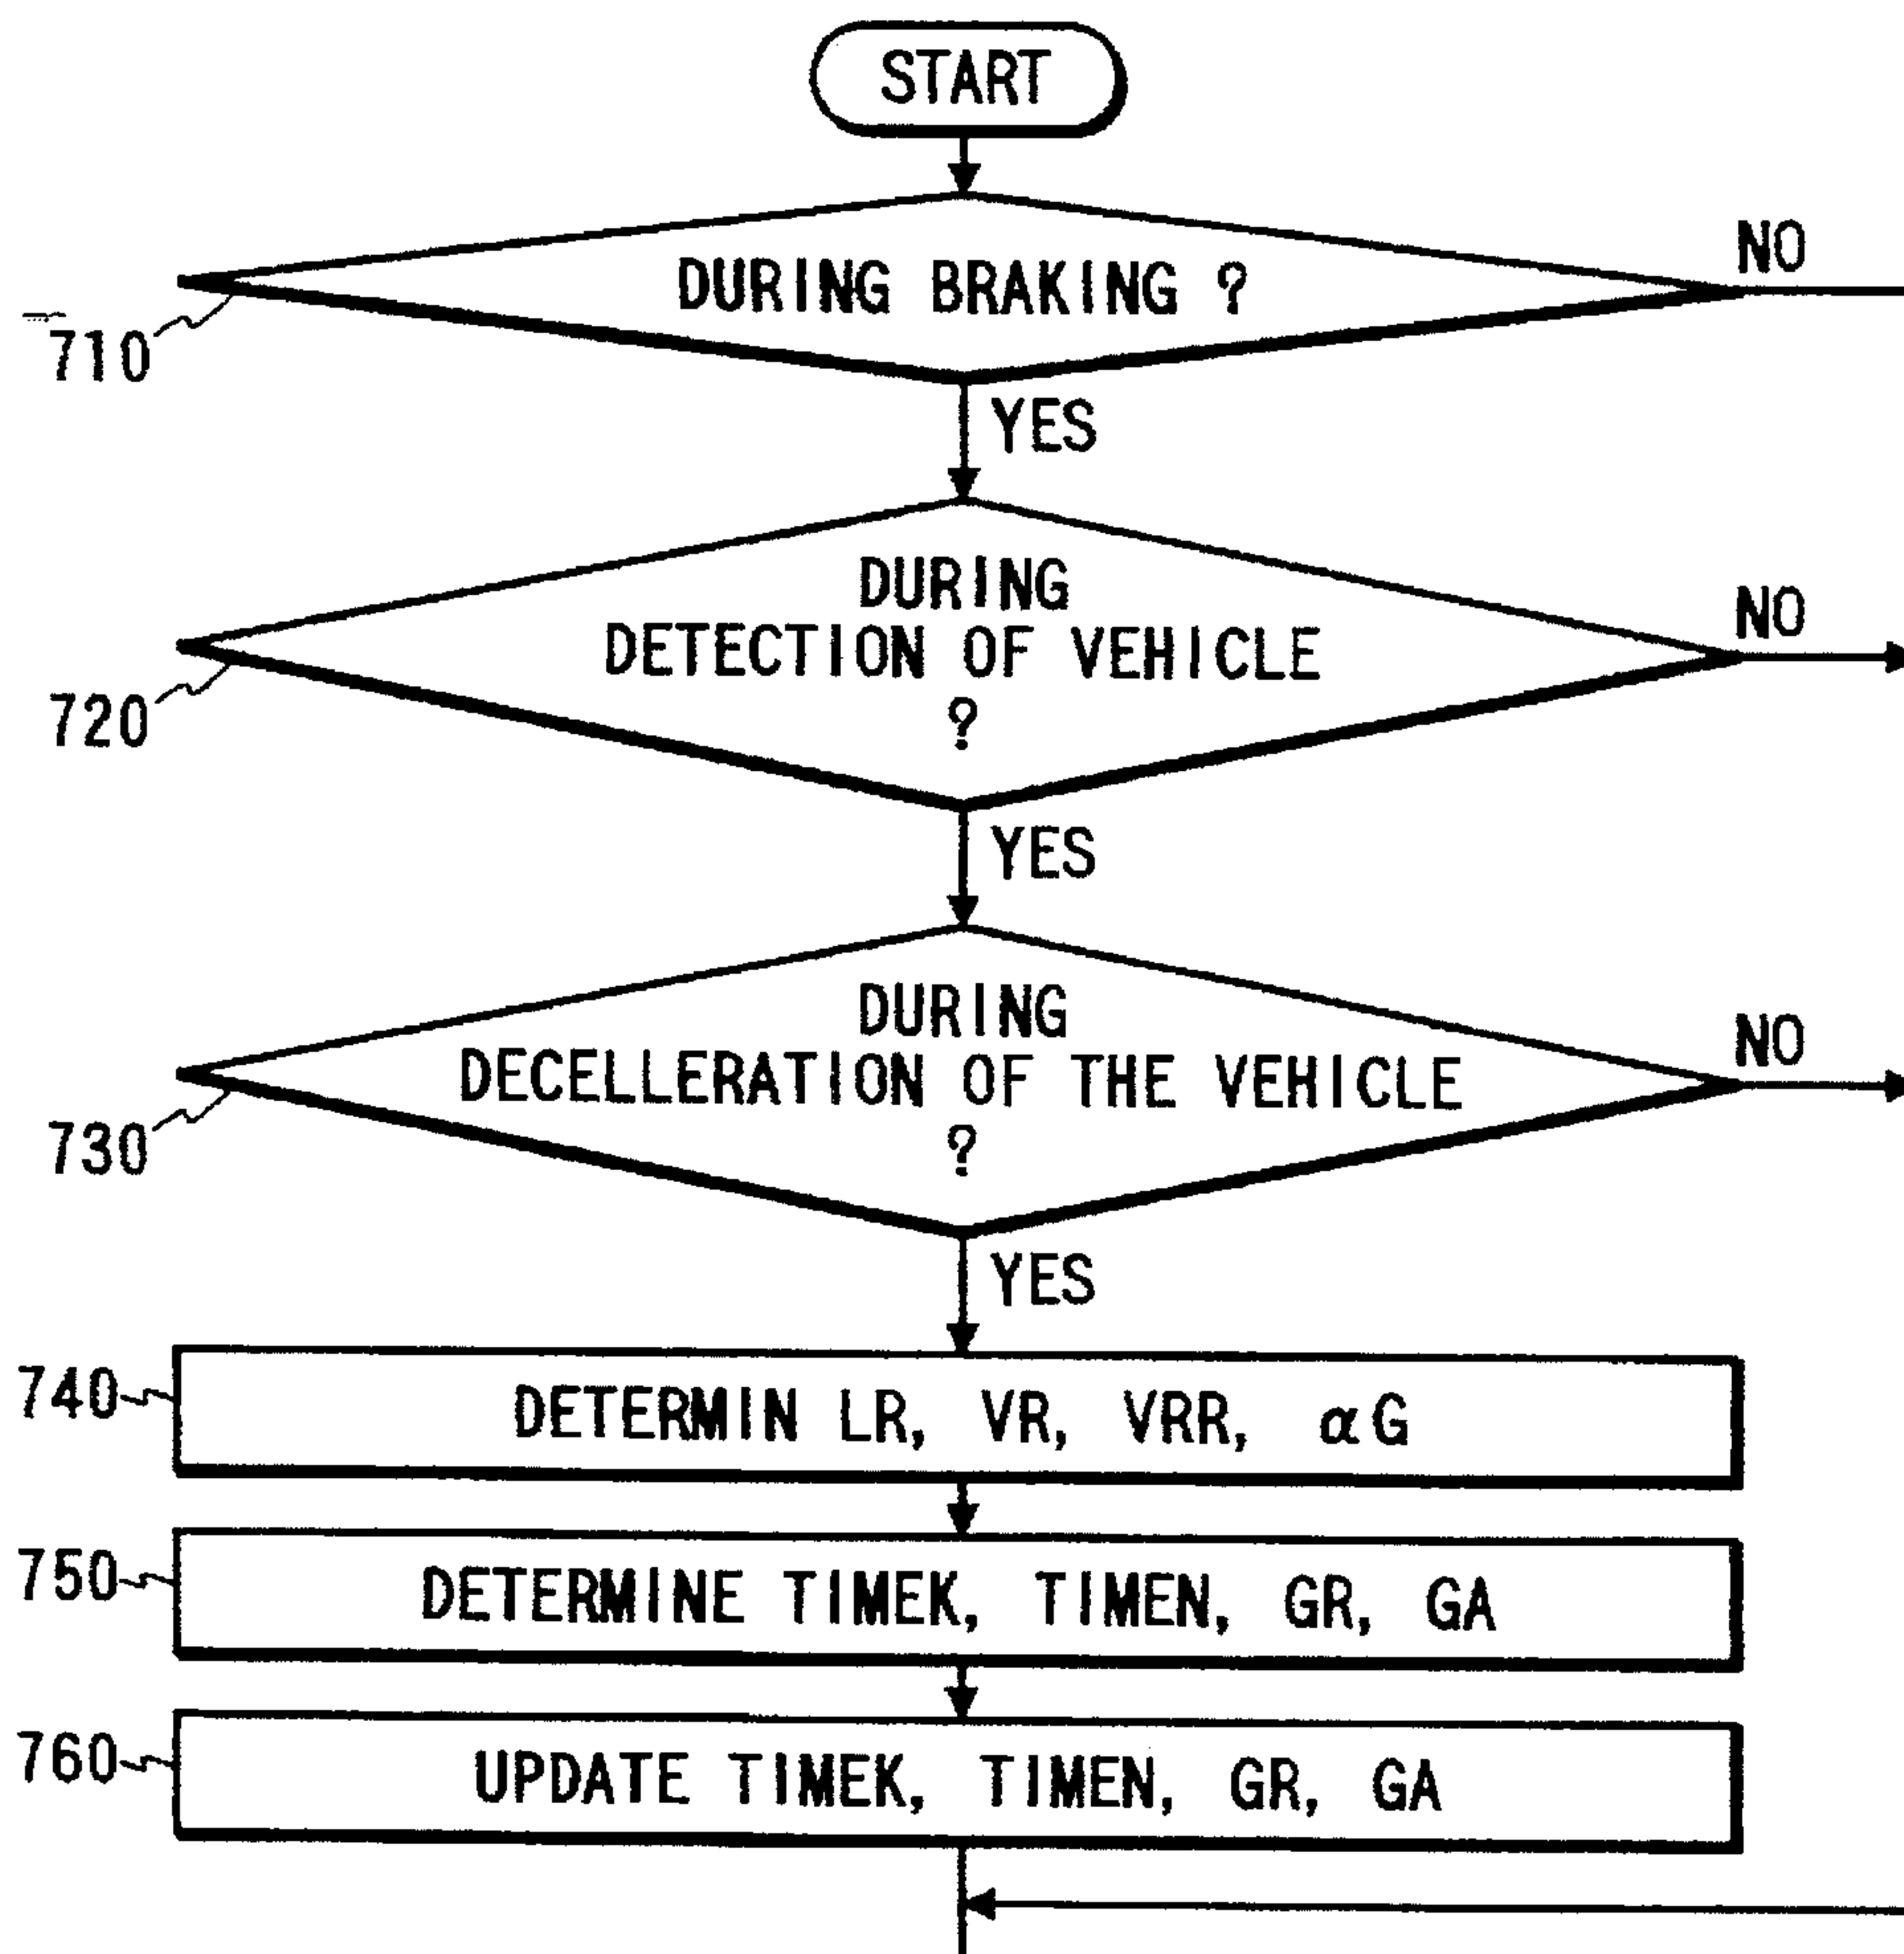 START
DURING BRAKING ?
NO
710
YES
DURING
DETECTION OF VEHICLE
?
NO
720
YES
DURING
DECELLERATION OF THE VEHICLE
?
NO
730
YES
740
DETERMIN LR, VR, VRR, αG
750
DETERMINE TIMEK, TIMEN, GR, GA
760
UPDATE TIMEK, TIMEN, GR, GA